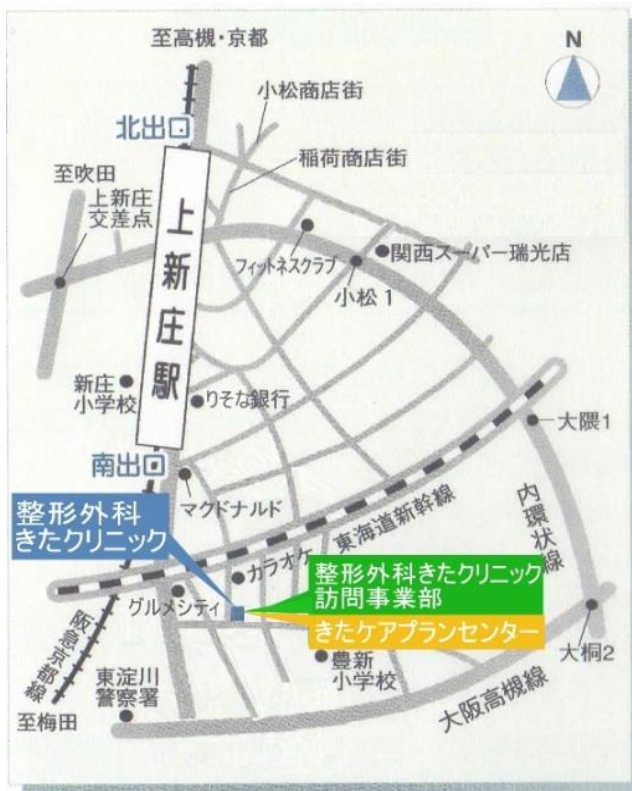 至高槻・京都
N
小松商店街
北出口
稲荷商店街
至吹田
上新庄
交差点
上新庄駅
フィットネスクラブ
関西スーパー瑞光店
小松1
新庄
小学校
りそな銀行
大隈1
南出口
マクドナルド
内環状線
整形外科
きたクリニック
東海道新幹線
カラオケ
整形外科きたクリニック
訪問事業部
グルメシティ
きたケアプランセンター
阪急京都線
豊新
小学校
大桐2
東淀川
警察署
大阪高槻線
至梅田